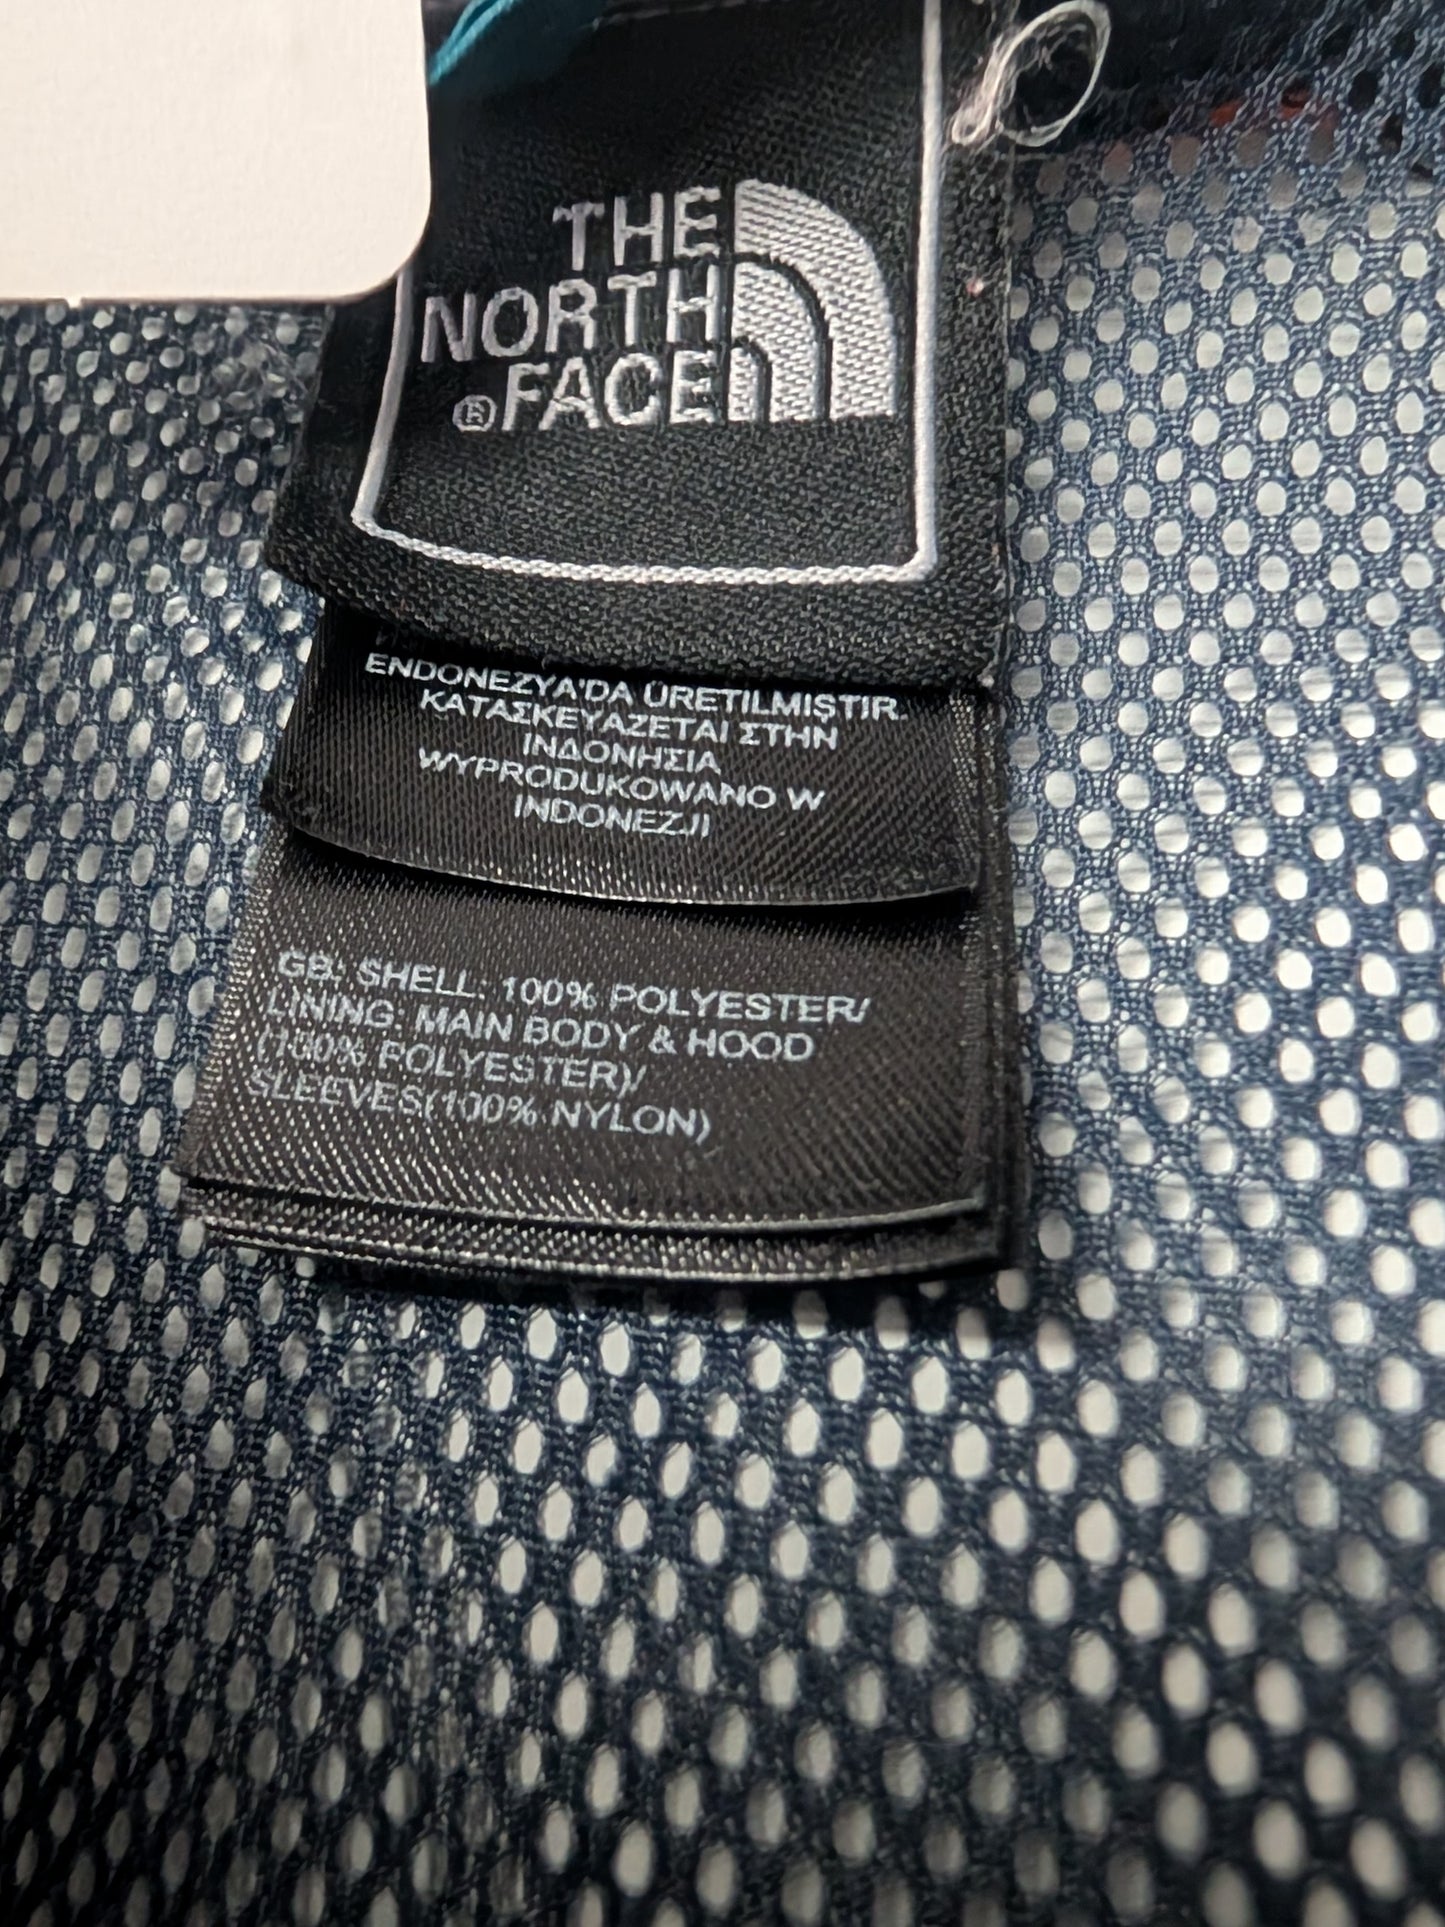 THE
NORTH
®FACE
ENDONEZYA'DA ÜRETILMIŞTIR.
ΚΑΤΑΣΚΕΥΑΖΕΤΑΙ ΣΤΗΝ
ΙΝΔΟΝΗΣΙΑ
WYPRODUKOWANO W
INDONEZJI
GB: SHELL: 100% POLYESTER/
LINING: MAIN BODY & HOOD
(100% POLYESTER)/
SLEEVES(100% NYLON)